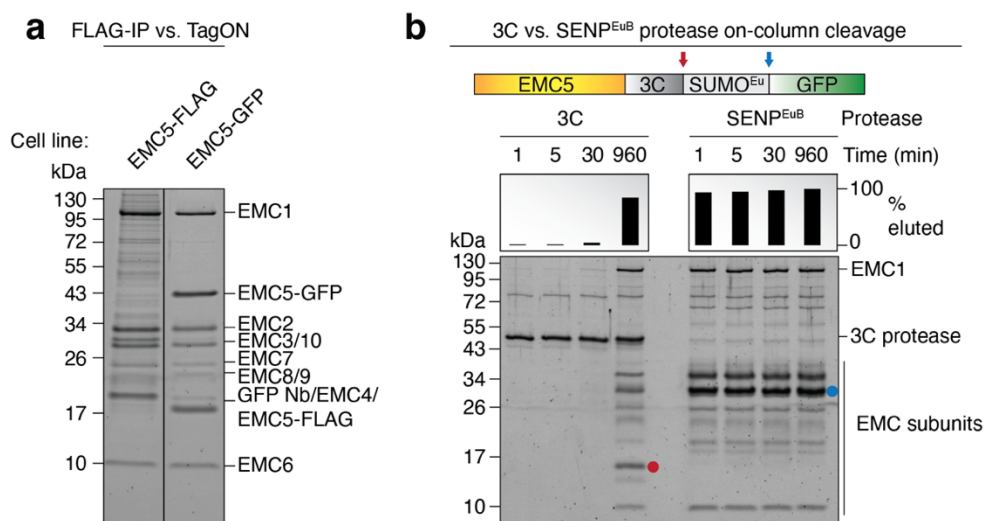 a FLAG-IP vs. TagON
Cell line:
EMC5-FLAG
EMC5-GFP
kDa
130
95
72
55
43
34
26
17
10
EMC1
EMC5-GFP
EMC2
EMC3/10
EMC7
EMC8/9
GFP Nb/EMC4/
EMC5-FLAG
EMC6
b 3C vs. SENPᴱᵘᴮ protease on-column cleavage
EMC5 3C SUMOᴱᵘ GFP
3C SENPᴱᵘᴮ Protease
1 5 30 960 1 5 30 960 Time (min)
100
%
eluted
0
kDa
130
95
72
55
43
34
26
17
10
EMC1
3C protease
EMC subunits